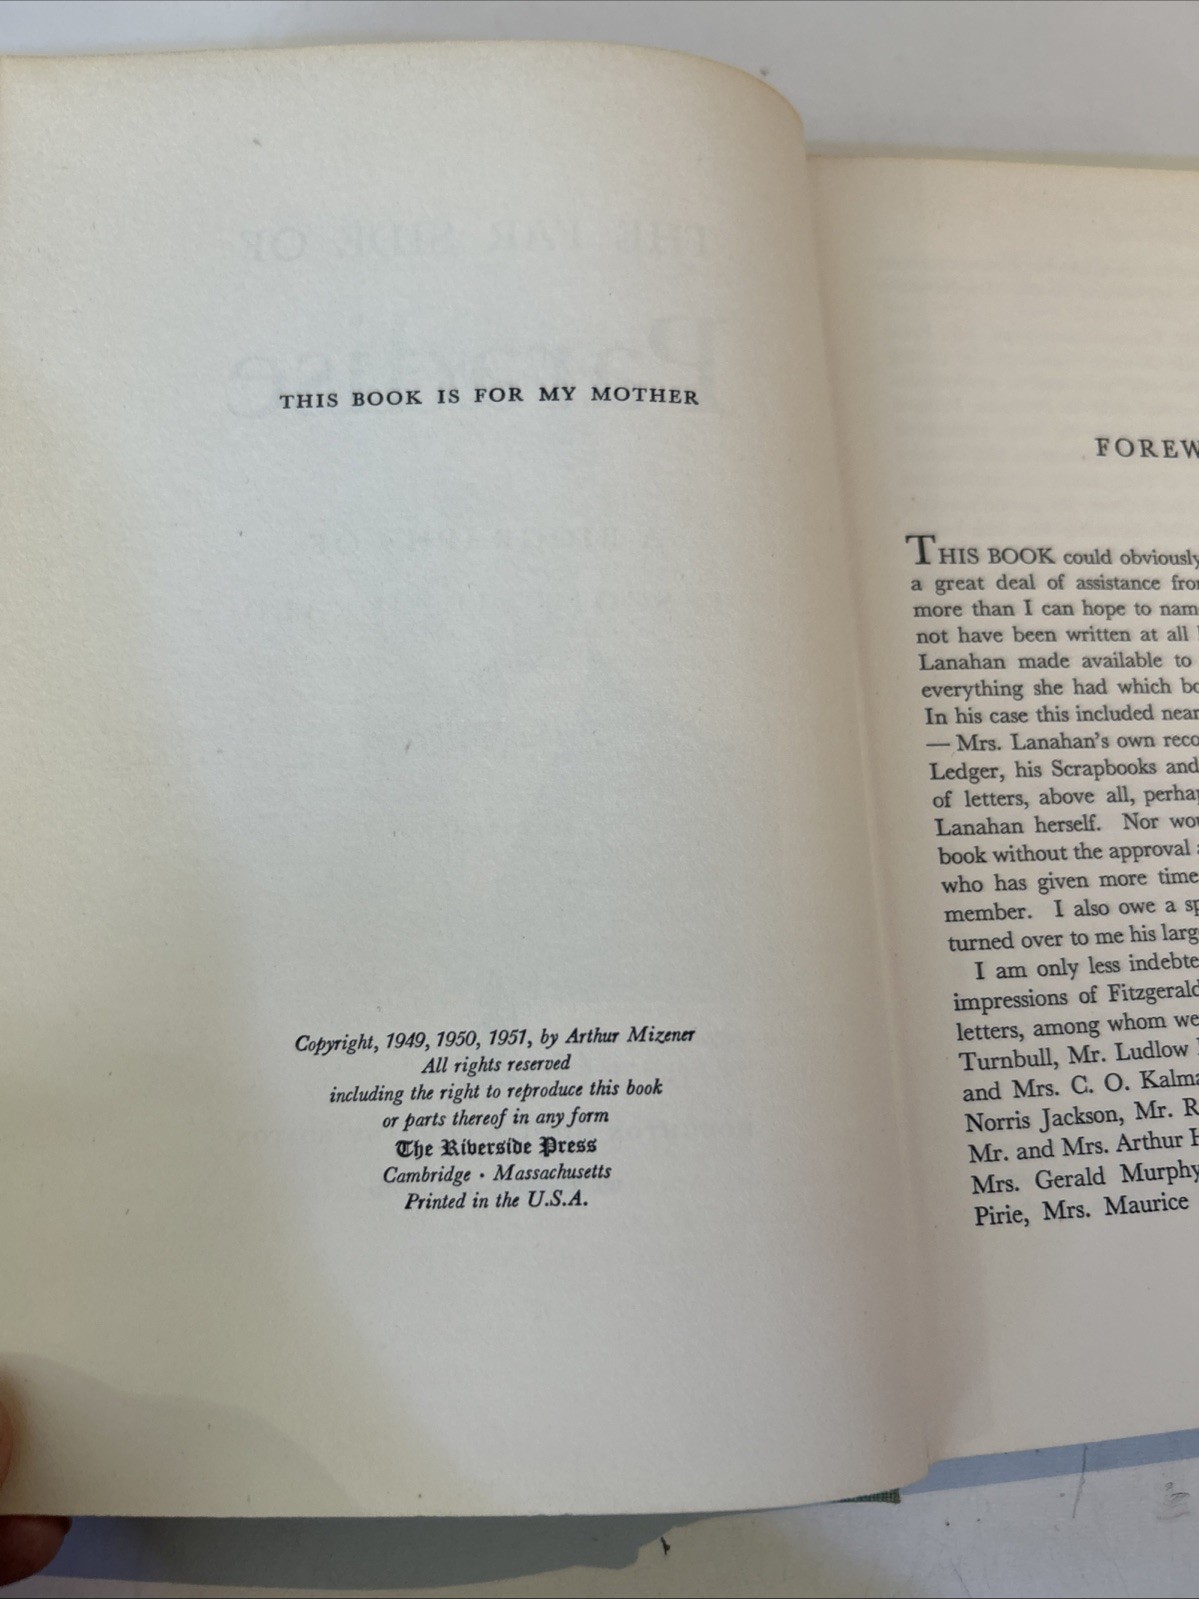 THIS BOOK IS FOR MY MOTHER
Copyright, 1949, 1950, 1951, by Arthur Mizener
All rights reserved
including the right to reproduce this book
or parts thereof in any form
The Riverside Press
Cambridge · Massachusetts
Printed in the U.S.A.
FOREW
THIS BOOK could obviously
a great deal of assistance from
more than I can hope to nam
not have been written at all
Lanahan made available to
everything she had which bo
In his case this included near
— Mrs. Lanahan's own reco
Ledger, his Scrapbooks and
of letters, above all, perhap
Lanahan herself. Nor wou
book without the approval a
who has given more time
member. I also owe a sp
turned over to me his larg
I am only less indebte
impressions of Fitzgerald
letters, among whom we
Turnbull, Mr. Ludlow
and Mrs. C. O. Kalma
Norris Jackson, Mr. R
Mr. and Mrs. Arthur H
Mrs. Gerald Murphy
Pirie, Mrs. Maurice